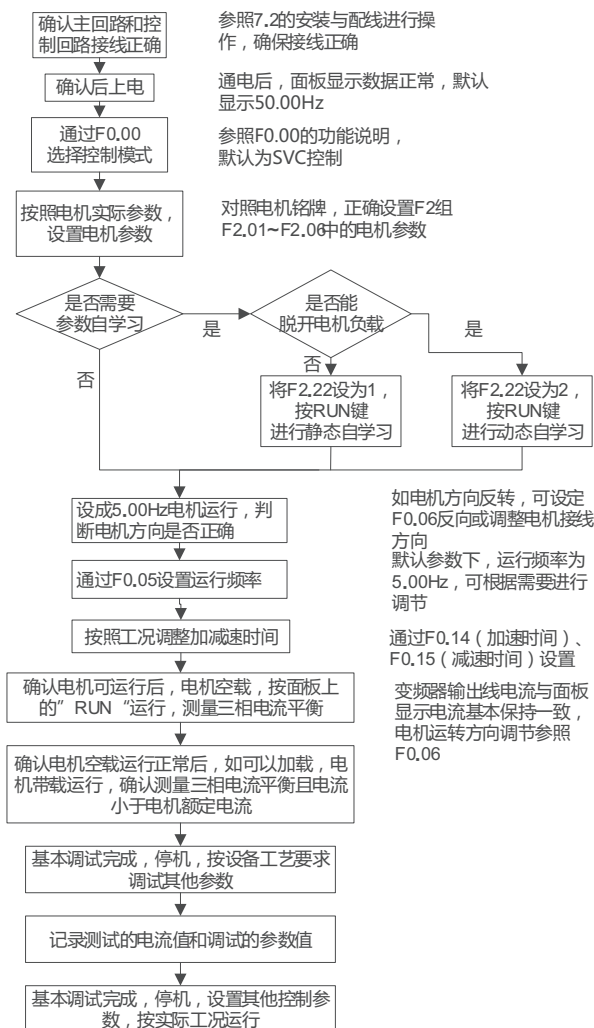 确认主回路和控
制回路接线正确
参照7.2的安装与配线进行操
作，确保接线正确
确认后上电
通电后，面板显示数据正常，默认
显示50.00Hz
通过F0.00
选择控制模式
参照F0.00的功能说明，
默认为SVC控制
按照电机实际参数，
设置电机参数
对照电机铭牌，正确设置F2组
F2.01~F2.06中的电机参数
是否需要
参数自学习
是
是否能
脱开电机负载
是
否
否
将F2.22设为1，
按RUN键
进行静态自学习
将F2.22设为2，
按RUN键
进行动态自学习
设成5.00Hz电机运行，判
断电机方向是否正确
如电机方向反转，可设定
F0.06反向或调整电机接线
方向
通过F0.05设置运行频率
默认参数下，运行频率为
5.00Hz，可根据需要进行
调节
按照工况调整加减速时间
通过F0.14（加速时间）、
F0.15（减速时间）设置
确认电机可运行后，电机空载，按面板上
的”RUN“运行，测量三相电流平衡
变频器输出线电流与面板
显示电流基本保持一致，
电机运转方向调节参照
F0.06
确认电机空载运行正常后，如可以加载，电
机带载运行，确认测量三相电流平衡且电流
小于电机额定电流
基本调试完成，停机，按设备工艺要求
调试其他参数
记录测试的电流值和调试的参数值
基本调试完成，停机，设置其他控制参
数，按实际工况运行